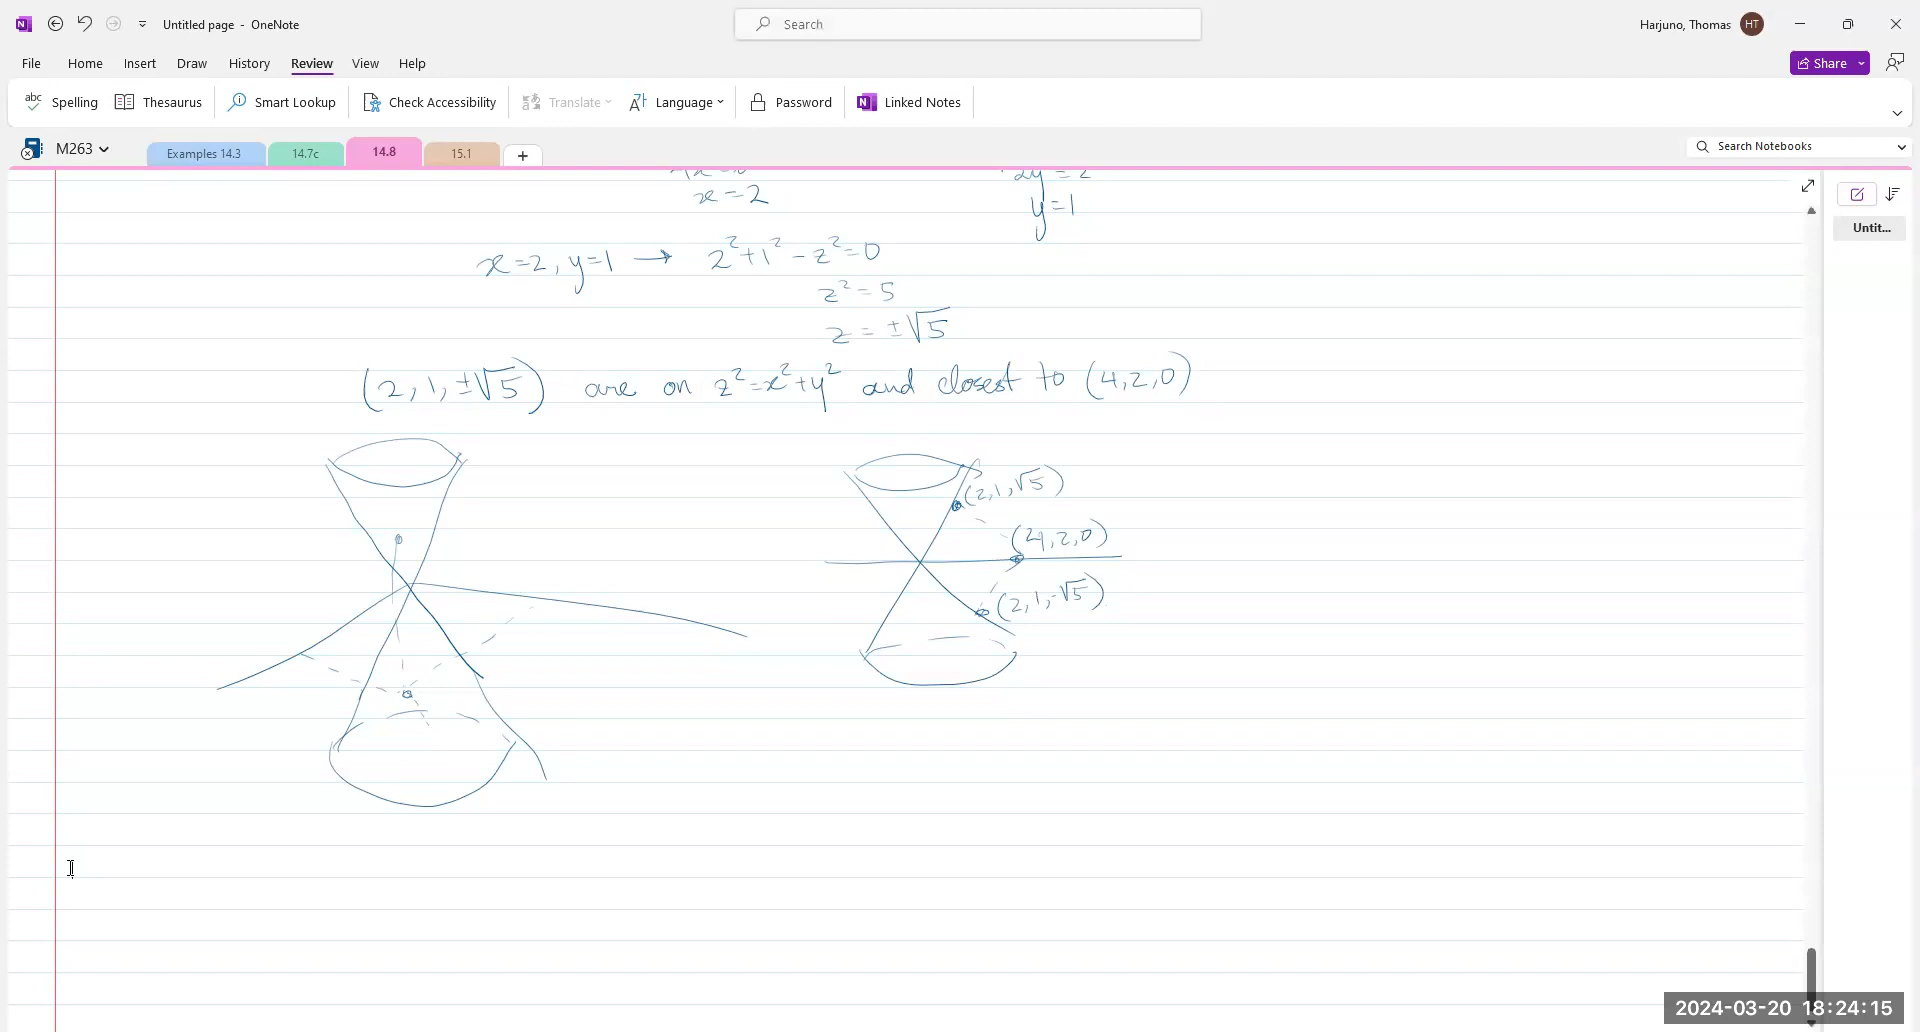 Untitled page - OneNote
Search
Harjuno, Thomas
HT
File Home Insert Draw History Review View Help
Share
abc Spelling Thesaurus Smart Lookup Check Accessibility Translate Language Password Linked Notes
M263
Examples 14.3 14.7c 14.8 15.1 +
Search Notebooks
Untit...
x = 2
2y = 2
y = 1
x = 2, y = 1 → 2² + 1² - z² = 0
z² = 5
z = ±√5
(2, 1, ±√5) are on z² = x² + y² and closest to (4, 2, 0)
(2, 1, √5)
(4, 2, 0)
(2, 1, -√5)
2024-03-20 18:24:15